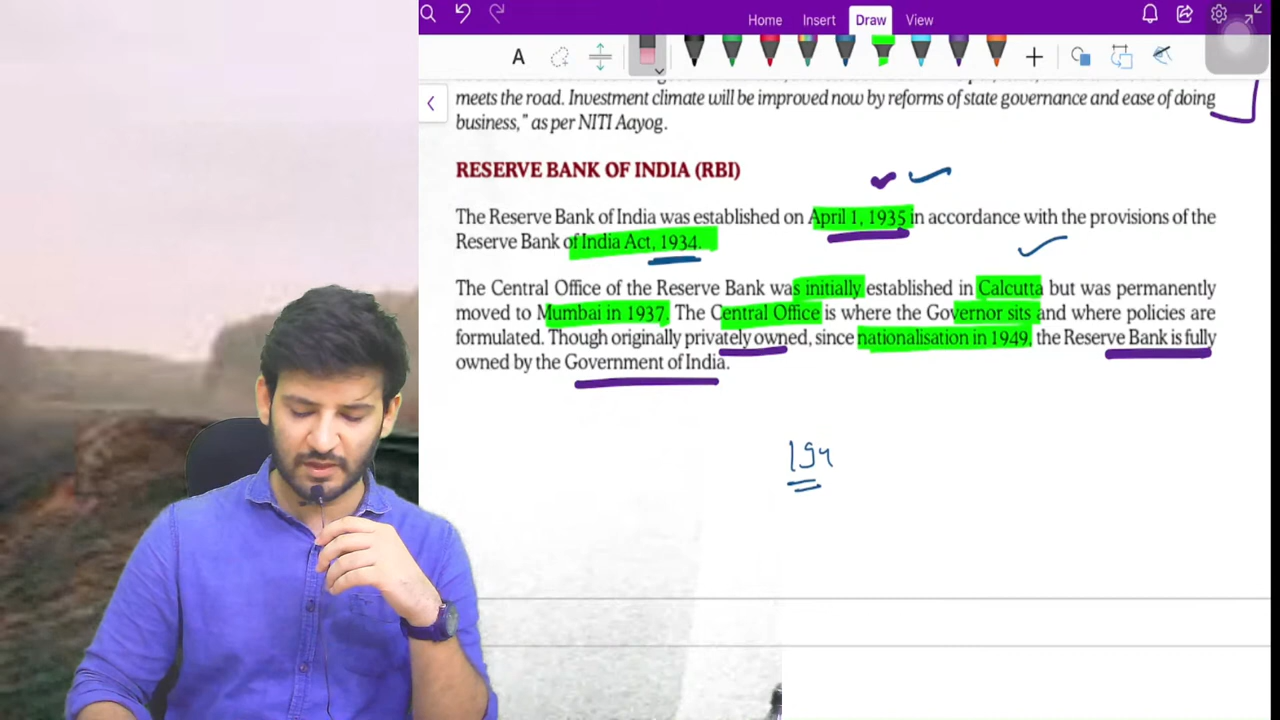 Home Insert Draw View
A
meets the road. Investment climate will be improved now by reforms of state governance and ease of doing
business," as per NITI Aayog.
RESERVE BANK OF INDIA (RBI)
The Reserve Bank of India was established on April 1, 1935 in accordance with the provisions of the
Reserve Bank of India Act, 1934.
The Central Office of the Reserve Bank was initially established in Calcutta but was permanently
moved to Mumbai in 1937. The Central Office is where the Governor sits and where policies are
formulated. Though originally privately owned, since nationalisation in 1949, the Reserve Bank is fully
owned by the Government of India.
194